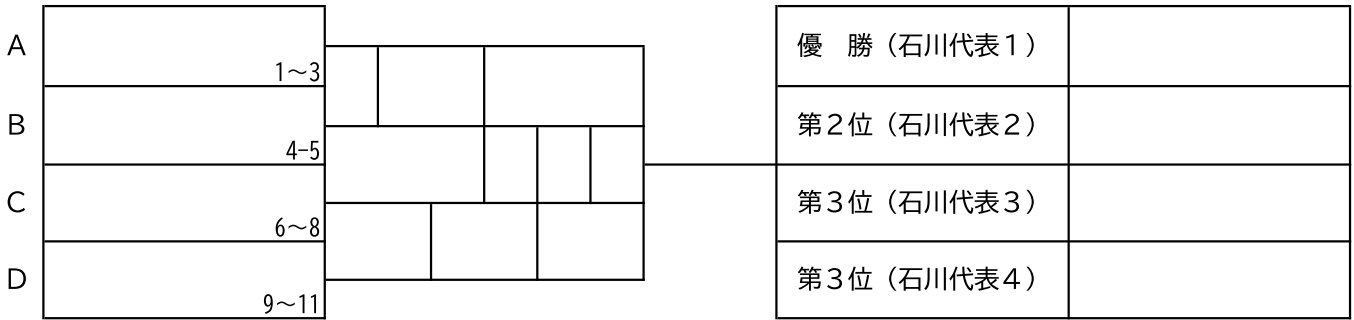 A
1～3
優　勝（石川代表１）
B
4-5
第２位（石川代表２）
C
6～8
第３位（石川代表３）
D
9～11
第３位（石川代表４）